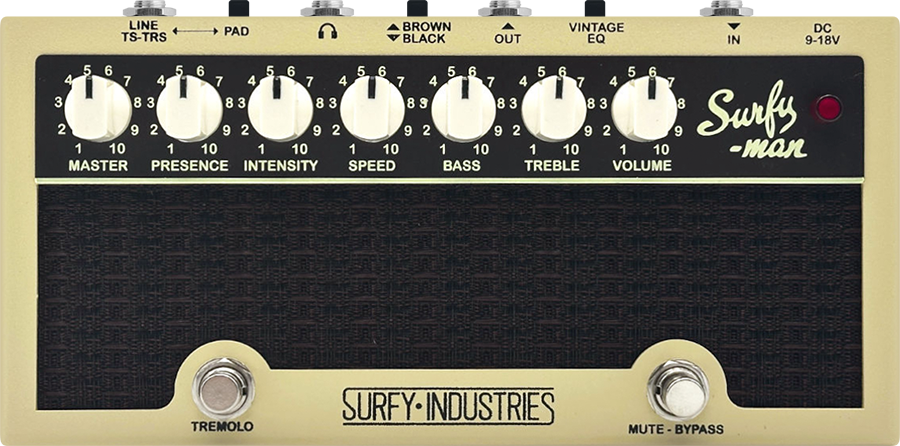 LINE
TS-TRS
PAD
BROWN
BLACK
OUT
VINTAGE
EQ
IN
DC
9-18V
1 2 3 4 5 6 7 8 9 10
MASTER
1 2 3 4 5 6 7 8 9 10
PRESENCE
1 2 3 4 5 6 7 8 9 10
INTENSITY
1 2 3 4 5 6 7 8 9 10
SPEED
1 2 3 4 5 6 7 8 9 10
BASS
1 2 3 4 5 6 7 8 9 10
TREBLE
1 2 3 4 5 6 7 8 9 10
VOLUME
Surfy
-man
SURFY•INDUSTRIES
TREMOLO
MUTE - BYPASS